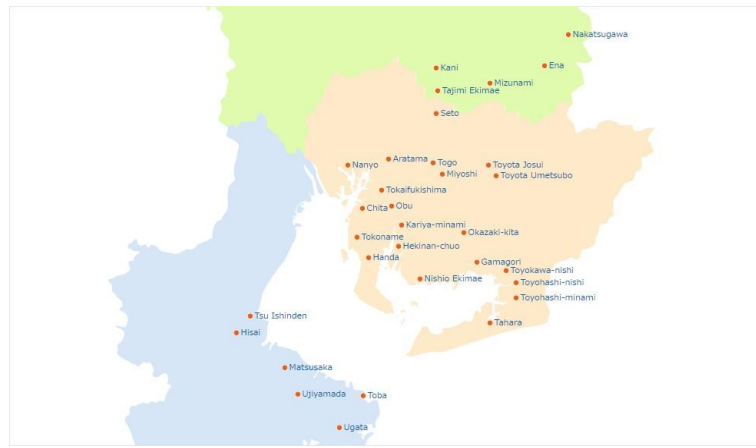 Nakatsugawa
Ena
Kani
Mizunami
Tajimi Ekimae
Seto
Aratama
Togo
Nanyo
Toyota Josui
Miyoshi
Toyota Umetsubo
Tokaifukishima
Obu
Chita
Kariya-minami
Okazaki-kita
Tokoname
Hekinan-chuo
Handa
Gamagori
Toyokawa-nishi
Nishio Ekimae
Toyohashi-nishi
Toyohashi-minami
Tsu Ishinden
Tahara
Hisai
Matsusaka
Ujiyamada
Toba
Ugata